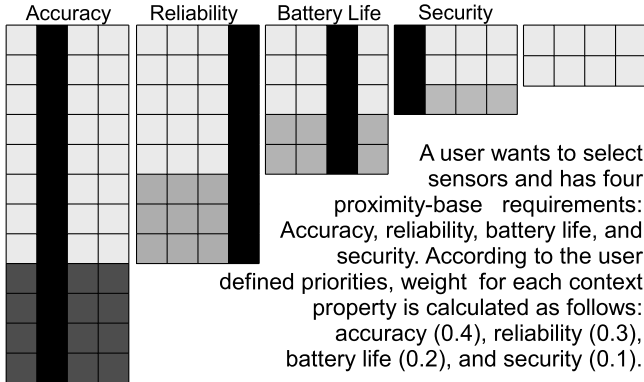 Accuracy
Reliability
Battery Life
Security
A user wants to select
sensors and has four
proximity-base requirements:
Accuracy, reliability, battery life, and
security. According to the user
defined priorities, weight for each context
property is calculated as follows:
accuracy (0.4), reliability (0.3),
battery life (0.2), and security (0.1).